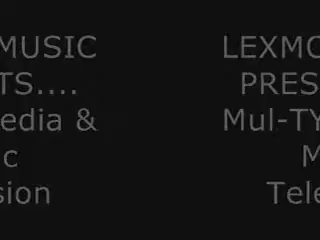 MUSIC LEXMO
TS.... PRES
edia & Mul-TY
c M
sion Tele